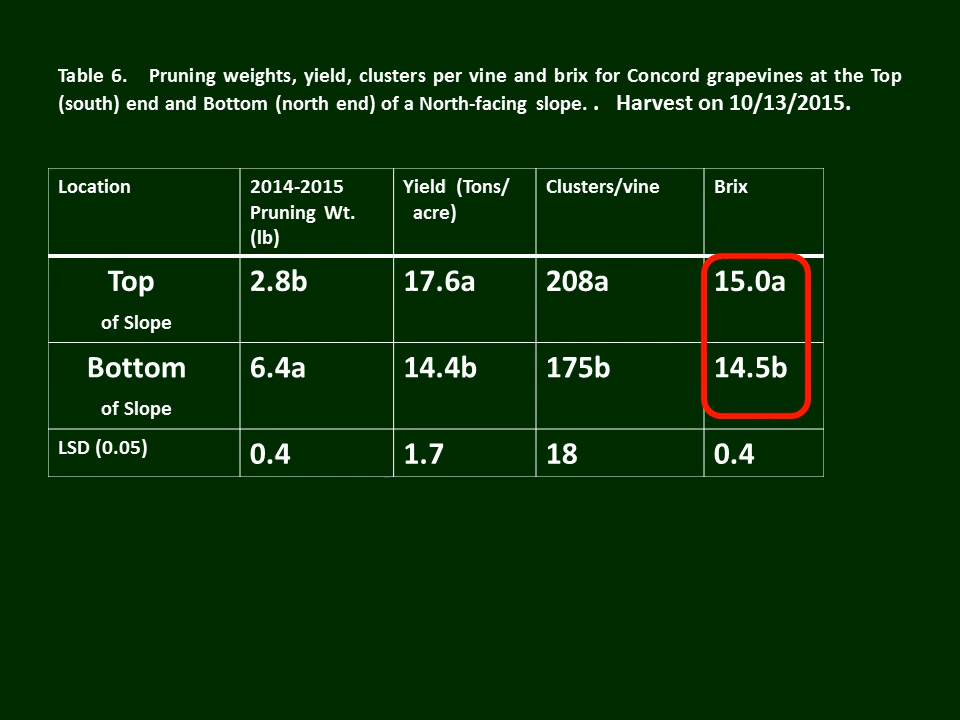 Table 6. Pruning weights, yield, clusters per vine and brix for Concord grapevines at the Top
(south) end and Bottom (north end) of a North-facing slope. . Harvest on 10/13/2015.
Location
2014-2015
Pruning Wt.
(lb)
Yield (Tons/
acre)
Clusters/vine
Brix
Top
of Slope
2.8b
17.6a
208a
15.0a
Bottom
of Slope
6.4a
14.4b
175b
14.5b
LSD (0.05)
0.4
1.7
18
0.4